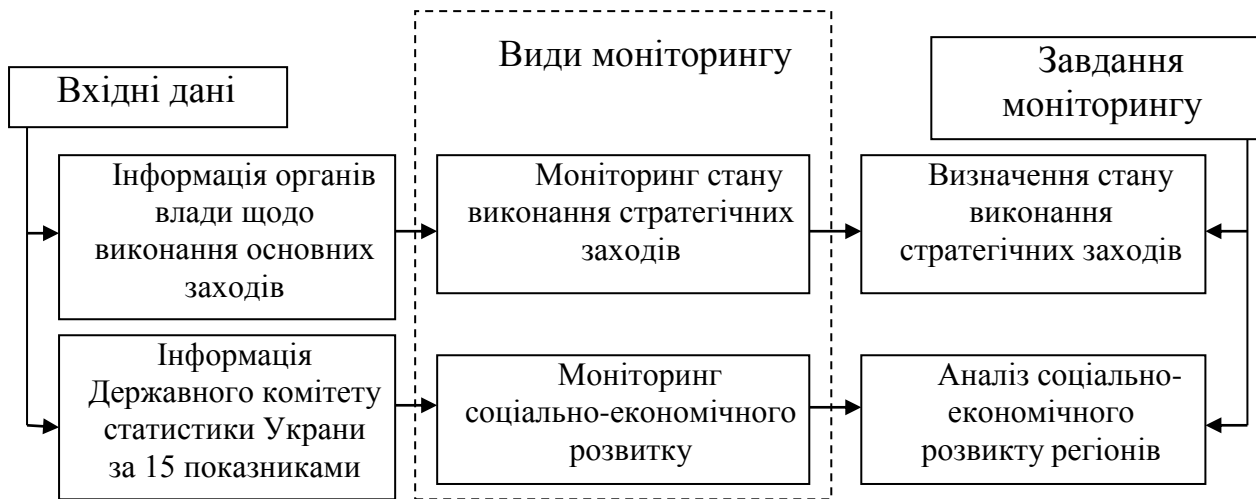 Вхідні дані
Види моніторингу
Завдання
моніторингу
Інформація органів
влади щодо
виконання основних
заходів
Моніторинг стану
виконання стратегічних
заходів
Визначення стану
виконання
стратегічних заходів
Інформація
Державного комітету
статистики Украни
за 15 показниками
Моніторинг
соціально-економічного
розвитку
Аналіз соціально-
економічного
розвикту регіонів